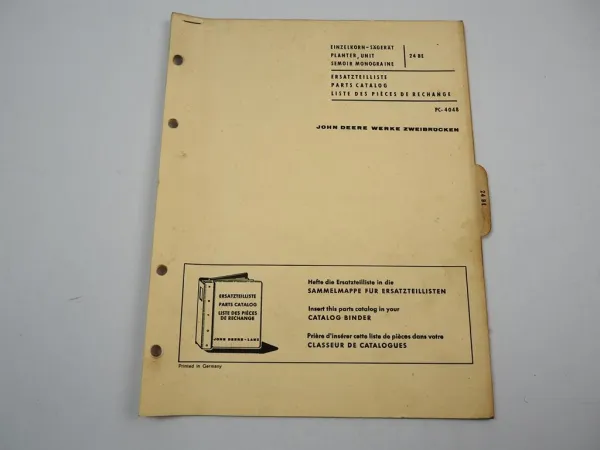 EINZELKORN-SÄGERÄT
PLANTER, UNIT
SEMOIR MONOGRAINE
24 BE
ERSATZTEILLISTE
PARTS CATALOG
LISTE DES PIÈCES DE RECHANGE
PC-4048
JOHN DEERE WERKE ZWEIBRÜCKEN
24 BE
ERSATZTEILLISTE
PARTS CATALOG
LISTE DES PIÈCES
DE RECHANGE
JOHN DEERE-LANZ
Hefte die Ersatzteilliste in die
SAMMELMAPPE FÜR ERSATZTEILLISTEN
Insert this parts catalog in your
CATALOG BINDER
Prière d'insérer cette liste de pièces dans votre
CLASSEUR DE CATALOGUES
Printed in Germany